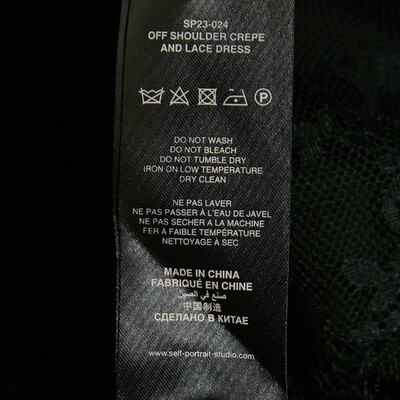 SP23-024
OFF SHOULDER CREPE
AND LACE DRESS
P
DO NOT WASH
DO NOT BLEACH
DO NOT TUMBLE DRY
IRON ON LOW TEMPERATURE
DRY CLEAN
NE PAS LAVER
NE PAS PASSER À L'EAU DE JAVEL
NE PAS SECHER A LA MACHINE
FER À FAIBLE TEMPÉRATURE
NETTOYAGE À SEC
MADE IN CHINA
FABRIQUÉ EN CHINE
صنع في الصين
中国制造
СДЕЛАНО В КИТАЕ
www.self-portrait-studio.com